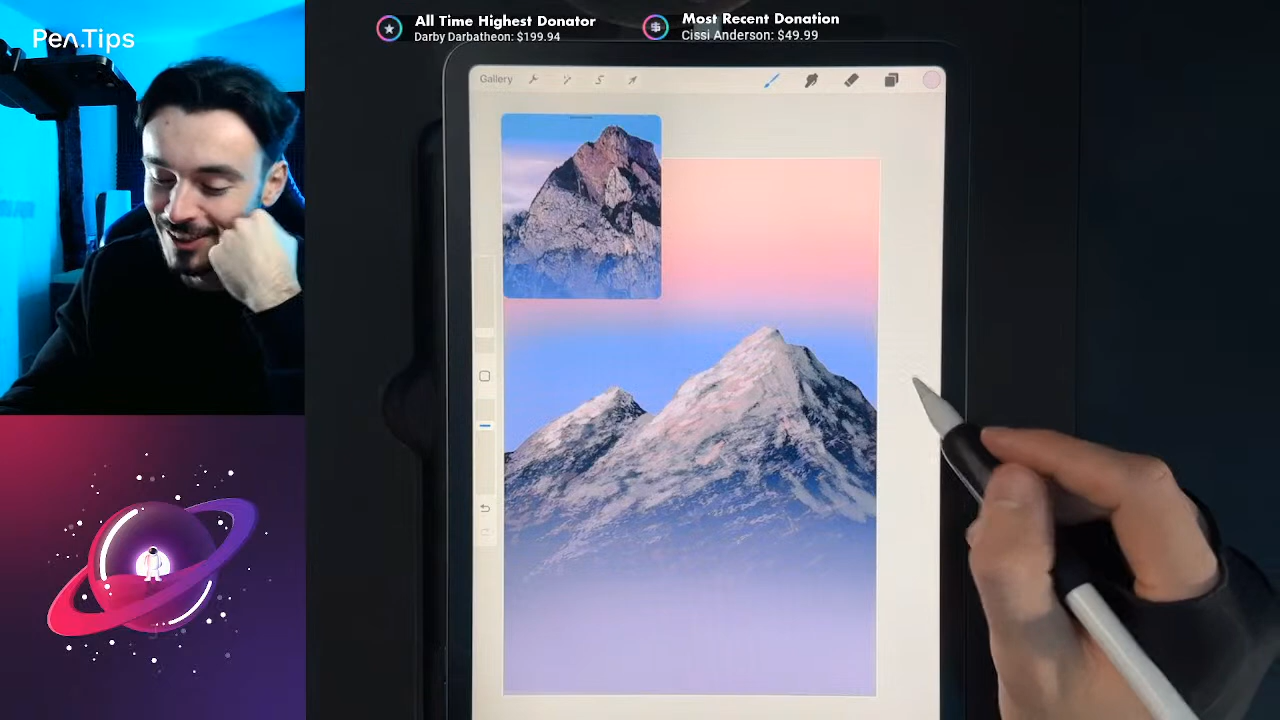 Pen.Tips
All Time Highest Donator
Darby Darbatheon: $199.94
Most Recent Donation
Cissi Anderson: $49.99
Gallery